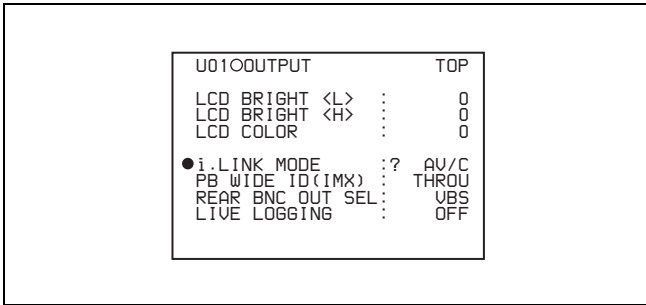 U01○OUTPUT TOP
LCD BRIGHT <L> : 0
LCD BRIGHT <H> : 0
LCD COLOR : 0
●i.LINK MODE :? AV/C
PB WIDE ID(IMX) : THROU
REAR BNC OUT SEL: VBS
LIVE LOGGING : OFF